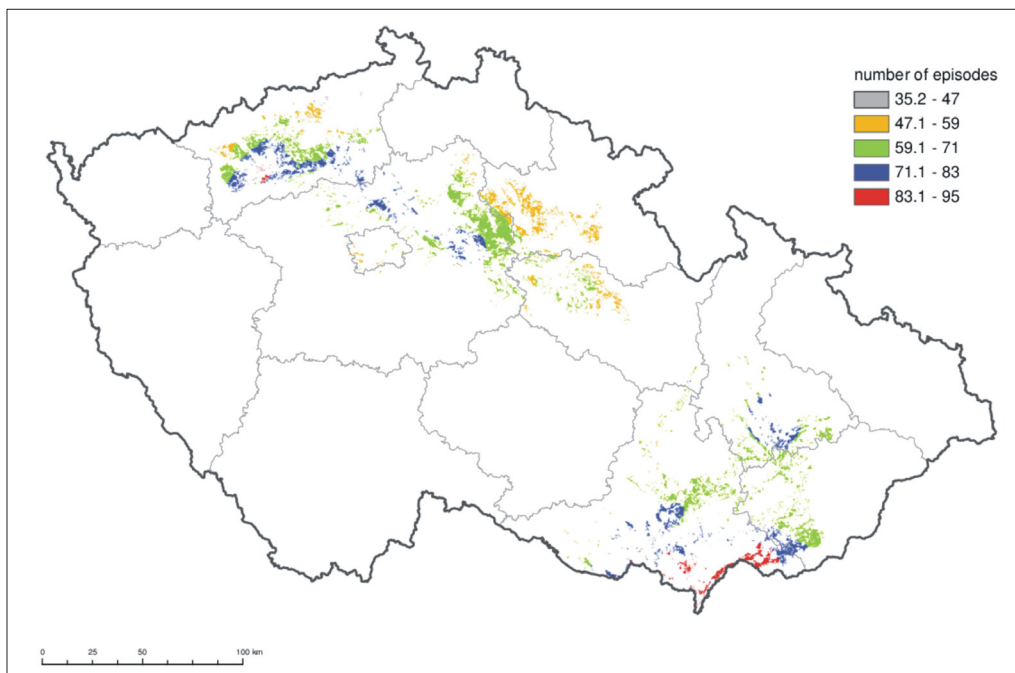 number of episodes
35.2 - 47
47.1 - 59
59.1 - 71
71.1 - 83
83.1 - 95
0 25 50 100 km